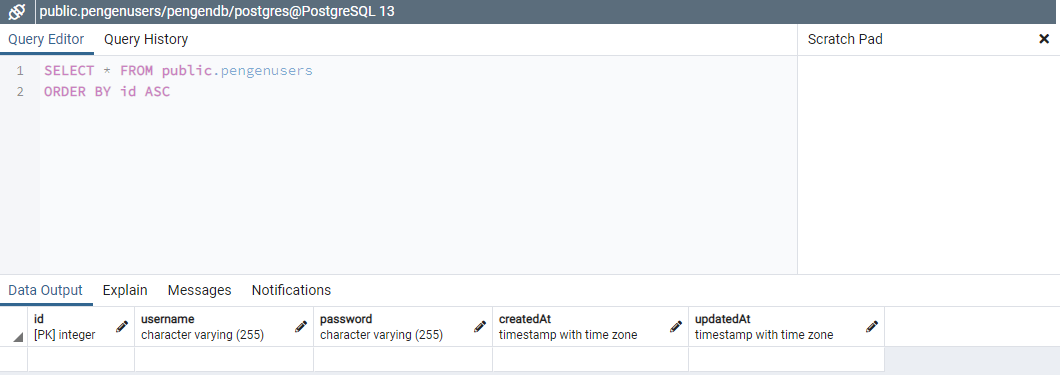 public.pengenusers/pengendb/postgres@PostgreSQL 13
Query Editor Query History
Scratch Pad ×
1 SELECT * FROM public.pengenusers
2 ORDER BY id ASC
Data Output Explain Messages Notifications
id username password createdAt updatedAt
[PK] integer character varying (255) character varying (255) timestamp with time zone timestamp with time zone